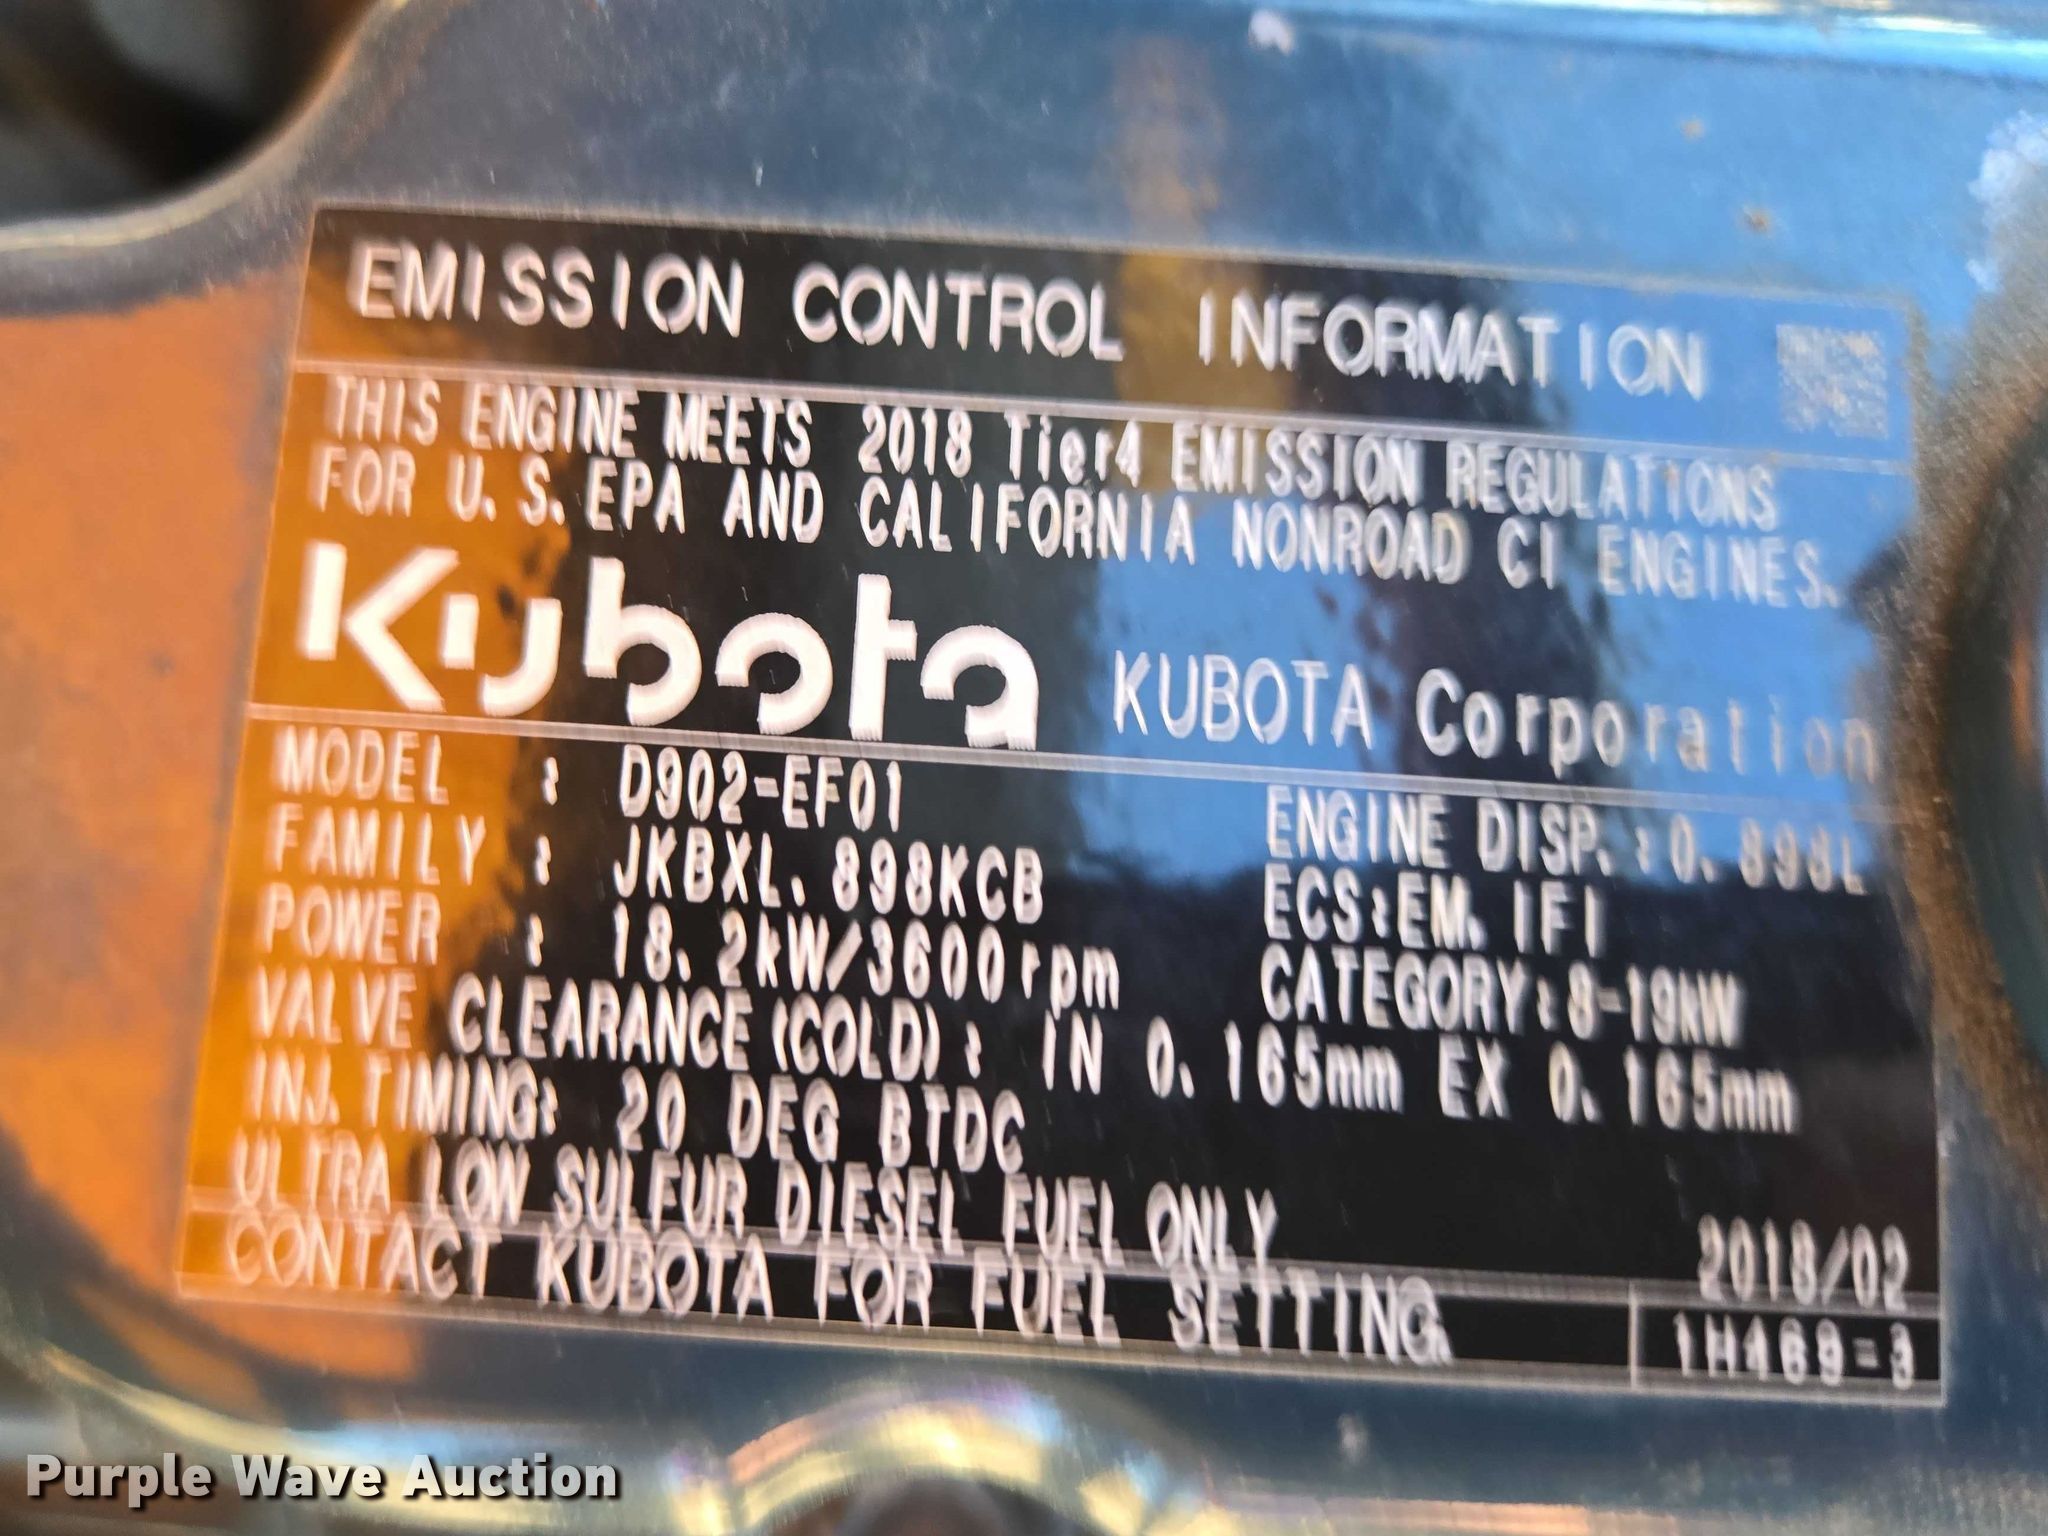 EMISSION CONTROL INFORMATION
THIS ENGINE MEETS 2018 Tier4 EMISSION REGULATIONS
FOR U.S. EPA AND CALIFORNIA NONROAD CI ENGINES.
Kubota KUBOTA Corporation
MODEL : D902-EF01
ENGINE DISP. :0.898L
FAMILY : JKBXL.898KCB
ECS:EM, IFI
POWER : 18.2kW/3600rpm
CATEGORY:8-19kW
VALVE CLEARANCE(COLD): IN 0.165mm EX 0.165mm
INJ.TIMING: 20 DEG BTDC
ULTRA LOW SULFUR DIESEL FUEL ONLY
2018/02
CONTACT KUBOTA FOR FUEL SETTING.
1H469-3
Purple Wave Auction